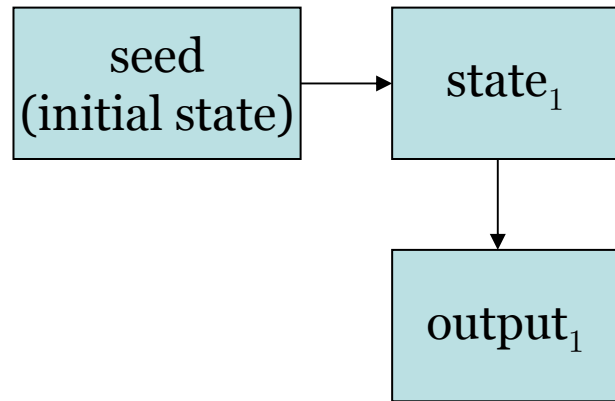 seed
(initial state)
state₁
output₁